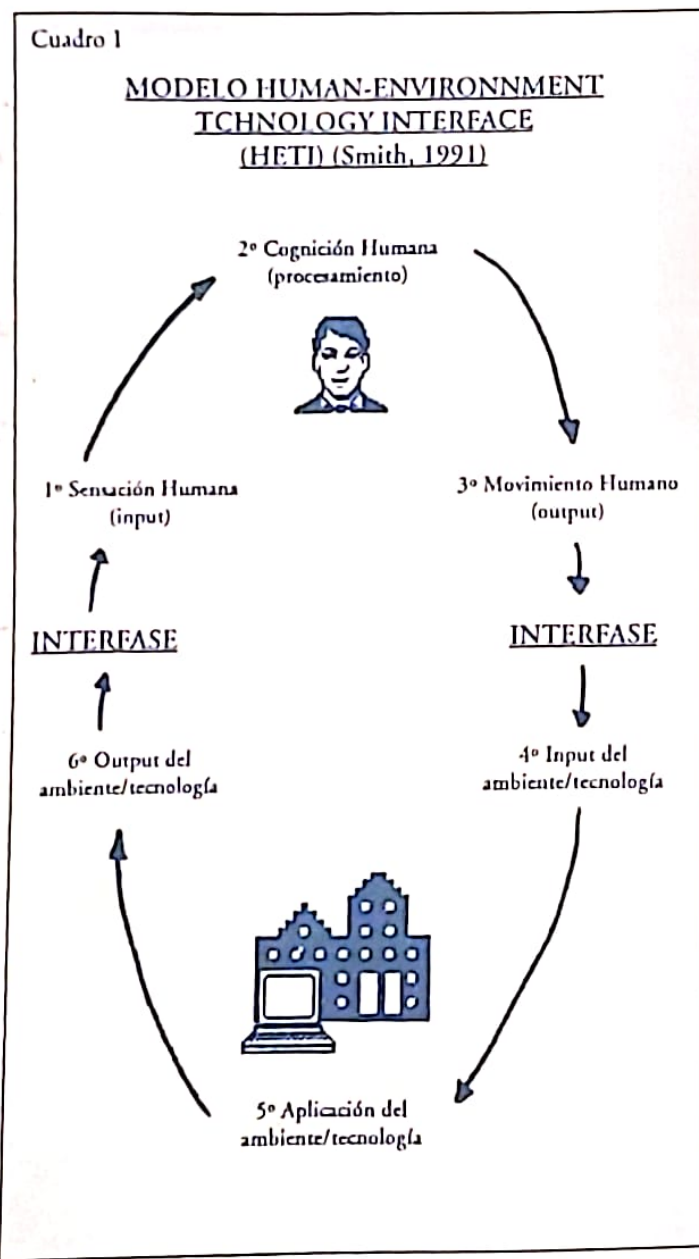 Cuadro 1
MODELO HUMAN-ENVIRONNMENT
TCHNOLOGY INTERFACE
(HETI) (Smith, 1991)
2º Cognición Humana
(procesamiento)
1º Sensación Humana
(input)
3º Movimiento Humano
(output)
INTERFASE
INTERFASE
6º Output del
ambiente/tecnología
4º Input del
ambiente/tecnología
5º Aplicación del
ambiente/tecnología